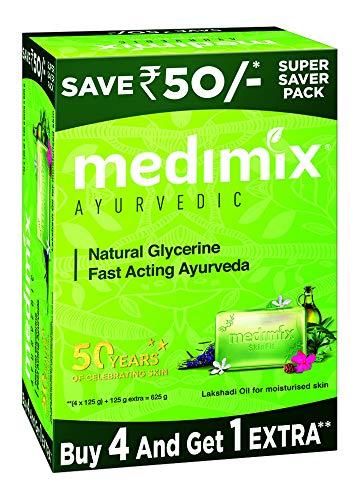 SAVE ₹50/-*
SUPER
SAVER
PACK
medimix®
AYURVEDIC
Natural Glycerine
Fast Acting Ayurveda
50 YEARS
OF CELEBRATING SKIN
medimix
Lakshadi Oil for moisturised skin
**(4 x 125 g) + 125 g extra = 625 g
Buy 4 And Get 1 EXTRA**